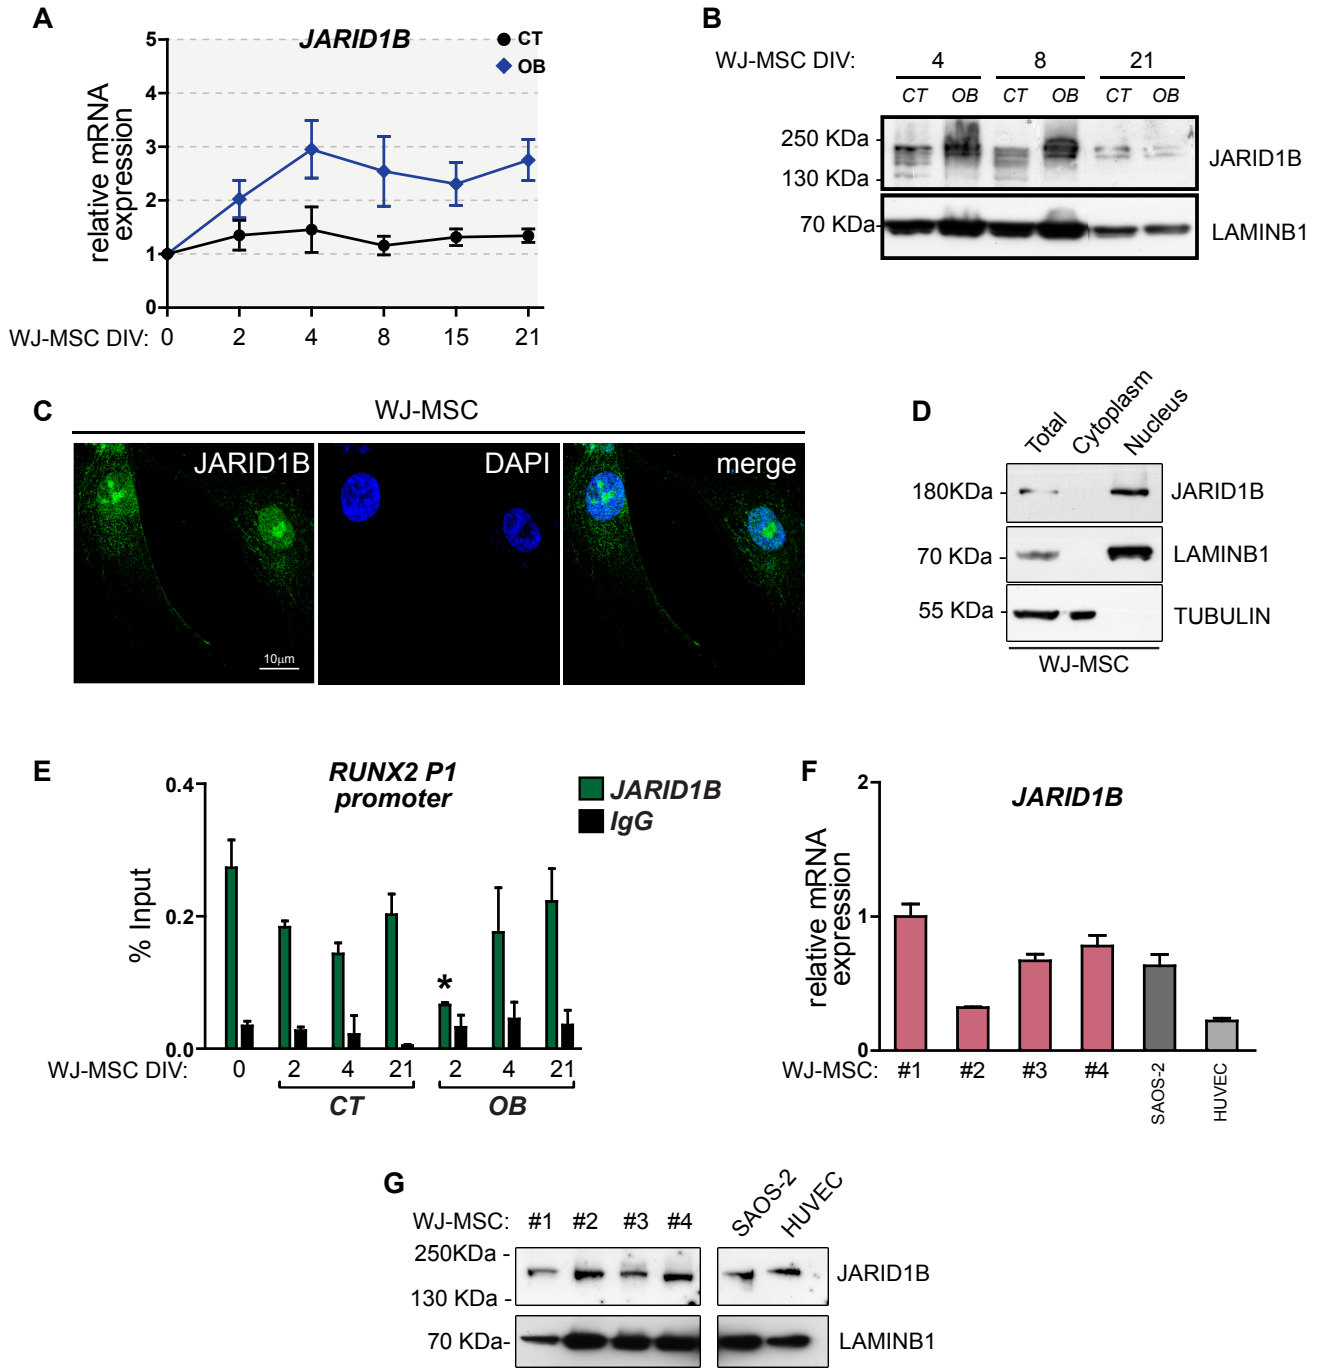 A
JARID1B
CT
OB
5
4
3
2
1
0
relative mRNA
expression
WJ-MSC DIV: 0 2 4 8 15 21
B
WJ-MSC DIV: 4 8 21
CT OB CT OB CT OB
250 KDa -
130 KDa -
JARID1B
70 KDa-
LAMINB1
C
WJ-MSC
JARID1B
DAPI
merge
10μm
D
Total
Cytoplasm
Nucleus
180KDa -
JARID1B
70 KDa -
LAMINB1
55 KDa -
TUBULIN
WJ-MSC
E
RUNX2 P1
promoter
JARID1B
IgG
0.4
0.2
0.0
% Input
*
WJ-MSC DIV: 0 2 4 21 2 4 21
CT OB
F
JARID1B
2
1
0
relative mRNA
expression
WJ-MSC: #1 #2 #3 #4 SAOS-2 HUVEC
G
WJ-MSC: #1 #2 #3 #4 SAOS-2 HUVEC
250KDa -
130 KDa -
JARID1B
70 KDa-
LAMINB1